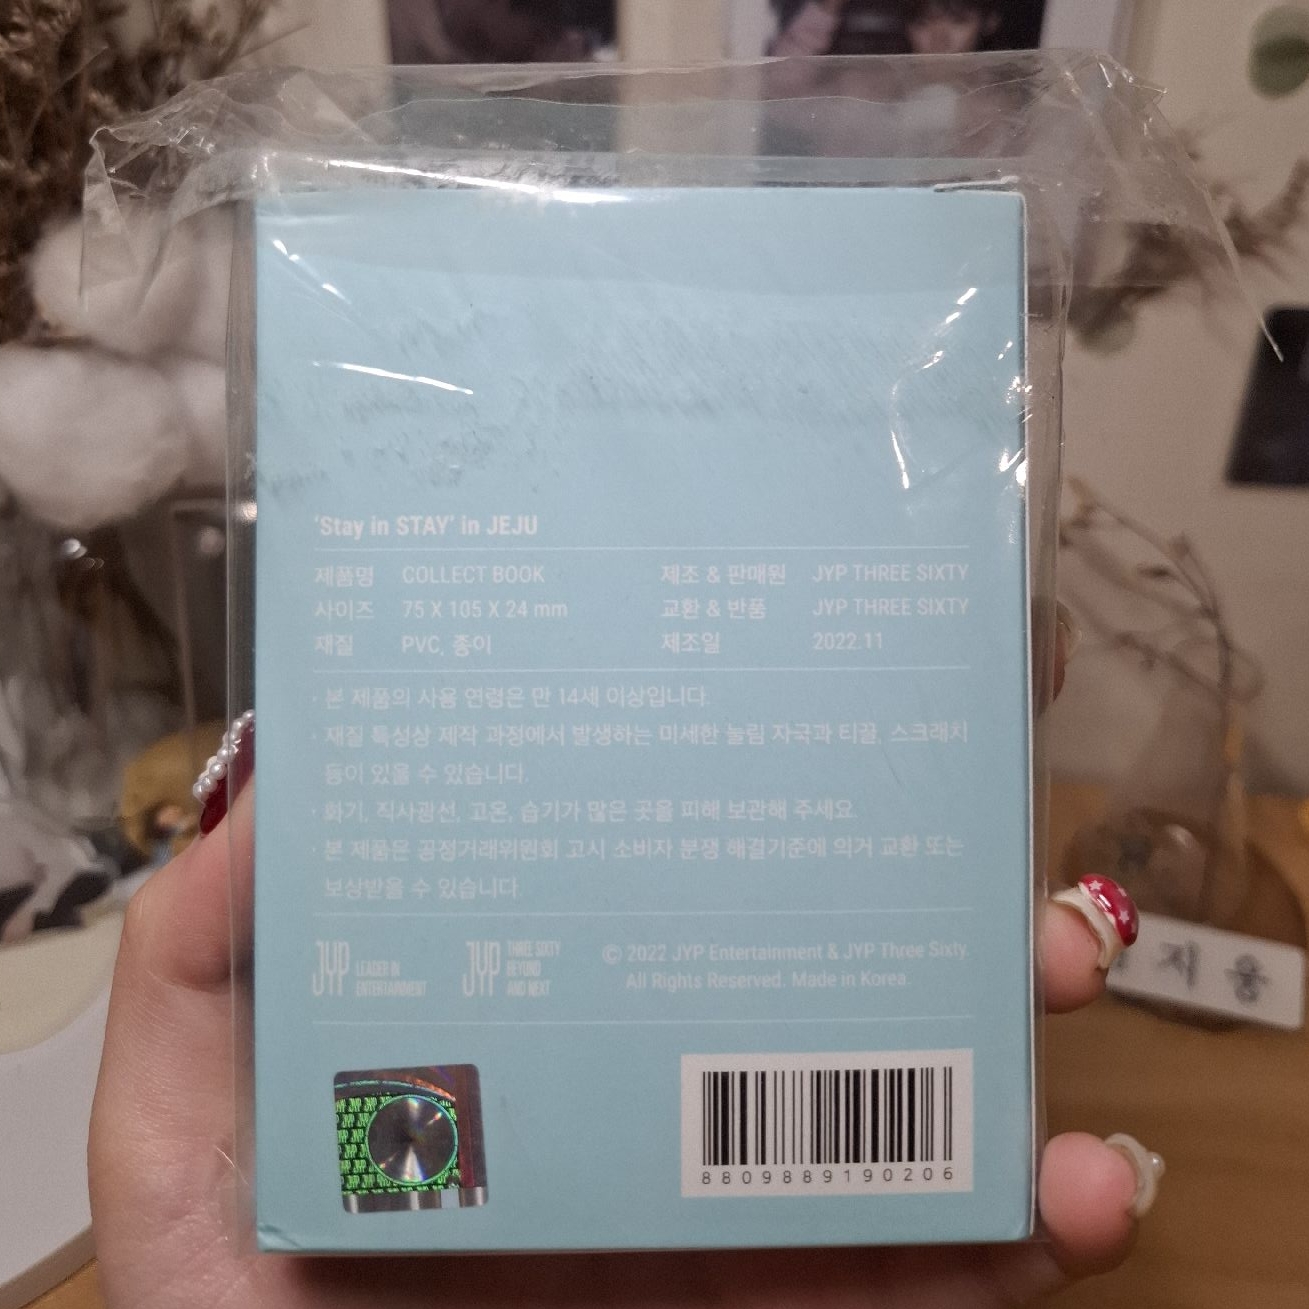 'Stay in STAY' in JEJU
제품명 COLLECT BOOK 제조 & 판매원 JYP THREE SIXTY
사이즈 75 X 105 X 24 mm 교환 & 반품 JYP THREE SIXTY
재질 PVC, 종이 제조일 2022.11
· 본 제품의 사용 연령은 만 14세 이상입니다.
· 재질 특성상 제작 과정에서 발생하는 미세한 눌림 자국과 티끌, 스크래치
등이 있을 수 있습니다.
· 화기, 직사광선, 고온, 습기가 많은 곳을 피해 보관해 주세요.
· 본 제품은 공정거래위원회 고시 소비자 분쟁 해결기준에 의거 교환 또는
보상받을 수 있습니다.
JYP LEADER IN ENTERTAINMENT
JYP THREE SIXTY BEYOND AND NEXT
© 2022 JYP Entertainment & JYP Three Sixty.
All Rights Reserved. Made in Korea.
8809889190206
지웅